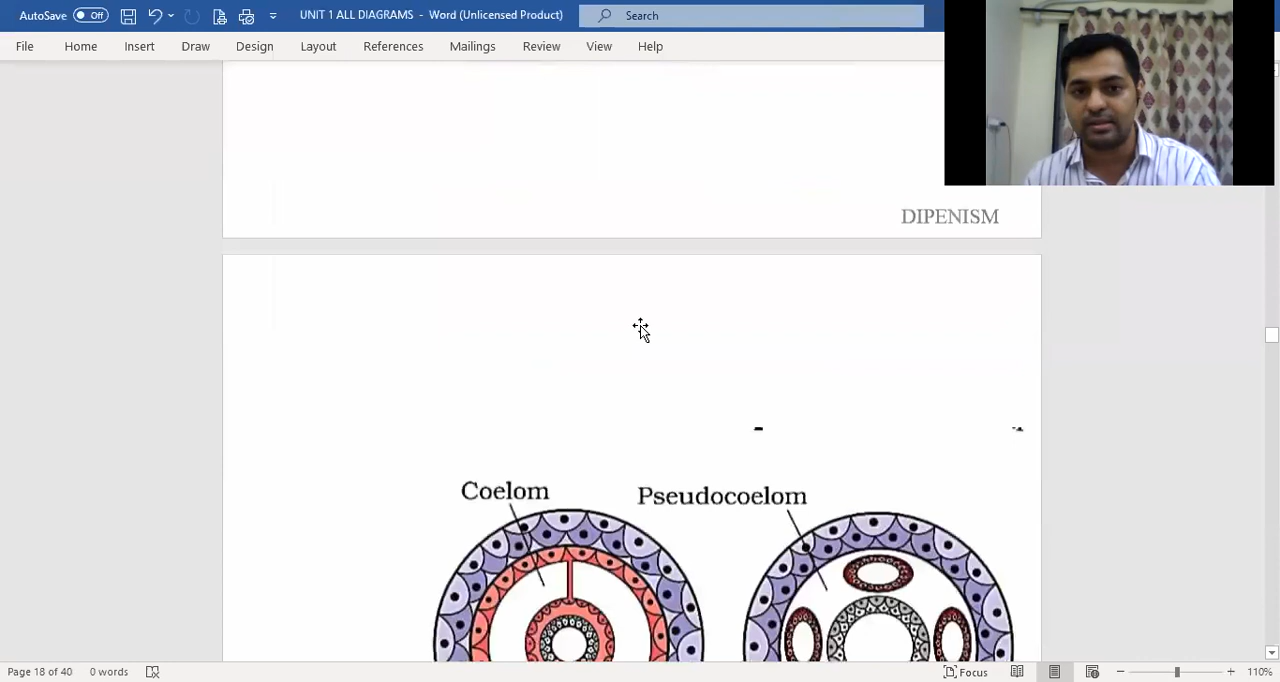 AutoSave Off UNIT 1 ALL DIAGRAMS - Word (Unlicensed Product) Search
File Home Insert Draw Design Layout References Mailings Review View Help
DIPENISM
Coelom Pseudocoelom
Page 18 of 40 0 words Focus 110%